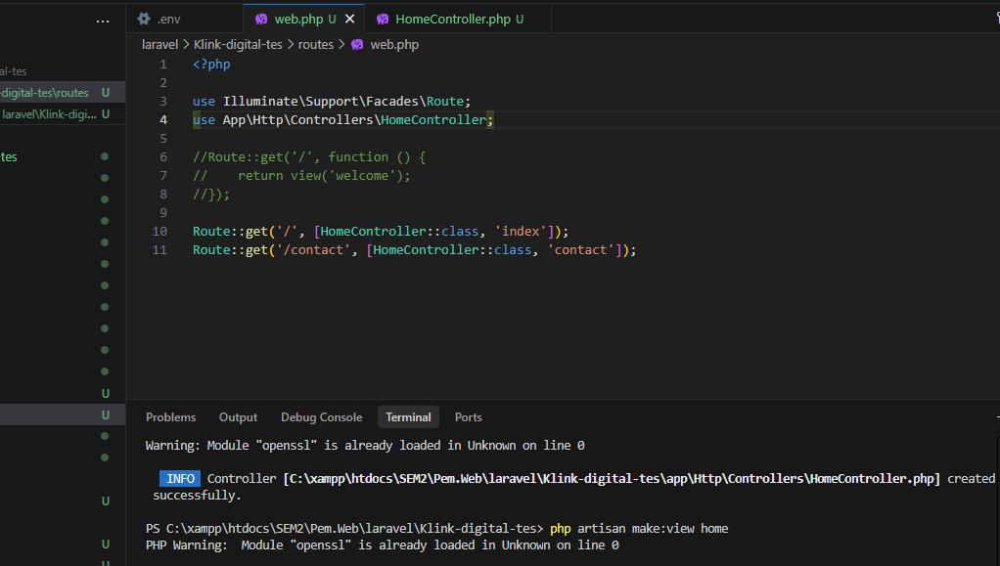 ...
.env
web.php U
HomeController.php U
laravel > Klink-digital-tes > routes > web.php
al-tes
-digital-tes\routes U
laravel\Klink-digi... U
tes
U
U
U
U
U
1 <?php
2
3 use Illuminate\Support\Facades\Route;
4 use App\Http\Controllers\HomeController;
5
6 //Route::get('/', function () {
7 //    return view('welcome');
8 //});
9
10 Route::get('/', [HomeController::class, 'index']);
11 Route::get('/contact', [HomeController::class, 'contact']);
Problems Output Debug Console Terminal Ports
Warning: Module "openssl" is already loaded in Unknown on line 0
INFO Controller [C:\xampp\htdocs\SEM2\Pem.Web\laravel\Klink-digital-tes\app\Http\Controllers\HomeController.php] created
successfully.
PS C:\xampp\htdocs\SEM2\Pem.Web\laravel\Klink-digital-tes> php artisan make:view home
PHP Warning:  Module "openssl" is already loaded in Unknown on line 0